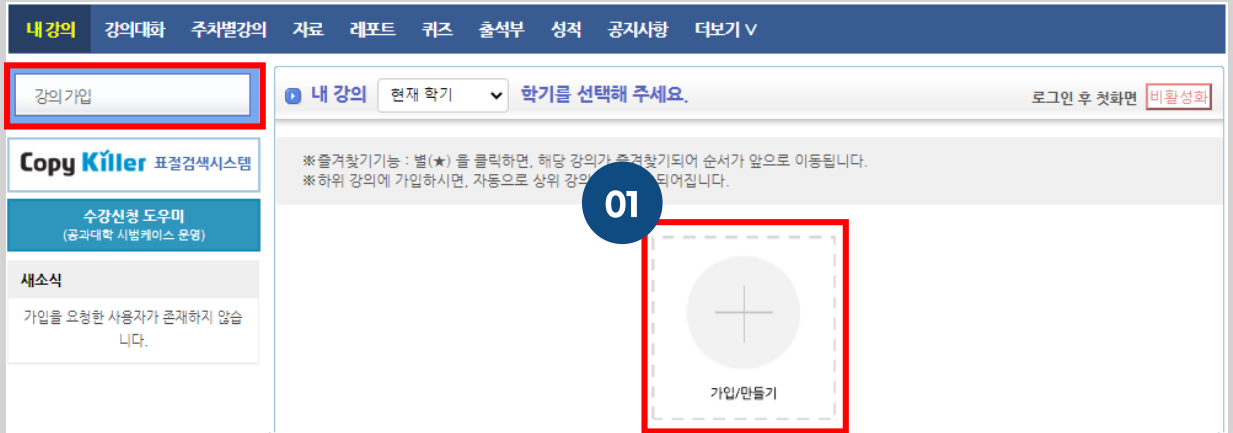 내 강의 강의대화 주차별강의 자료 레포트 퀴즈 출석부 성적 공지사항 더보기 ∨
강의 가입
내 강의 현재 학기 학기를 선택해 주세요.
로그인 후 첫화면 비활성화
Copy Killer 표절검색시스템
수강신청 도우미
(공과대학 시범케이스 운영)
새소식
가입을 요청한 사용자가 존재하지 않습
니다.
※즐겨찾기기능 : 별(★) 을 클릭하면, 해당 강의가 즐겨찾기되어 순서가 앞으로 이동됩니다.
※하위 강의에 가입하시면, 자동으로 상위 강의 되어집니다.
01
가입/만들기